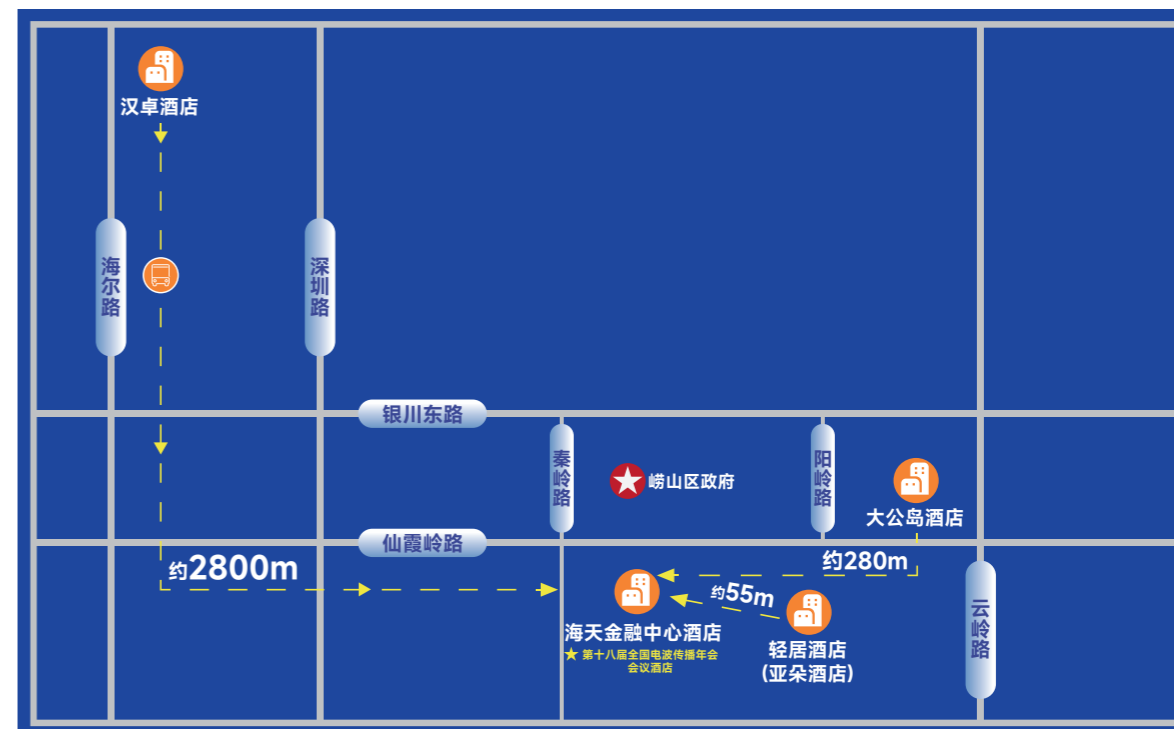 汉卓酒店
海尔路
深圳路
银川东路
秦岭路
崂山区政府
阳岭路
大公岛酒店
仙霞岭路
约2800m
约280m
约55m
海天金融中心酒店
第十八届全国电波传播年会
会议酒店
轻居酒店
(亚朵酒店)
云岭路